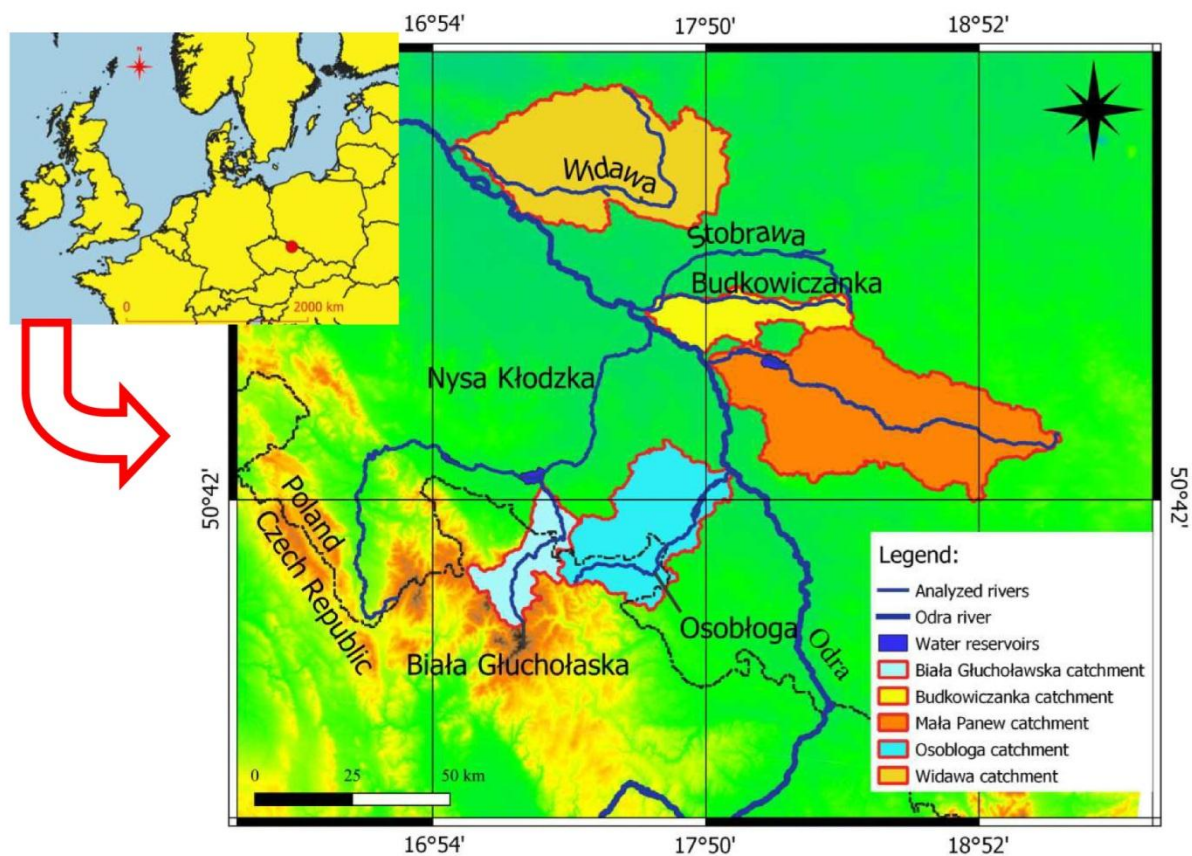 16°54'
17°50'
18°52'
N
0
2000 km
Widawa
Stobrawa
Budkowiczanka
Nysa Kłodzka
50°42'
50°42'
Poland
Czech Republic
Osobłoga
Biała Głuchołaska
Odra
Legend:
Analyzed rivers
Odra river
Water reservoirs
Biała Głuchoławska catchment
Budkowiczanka catchment
Mała Panew catchment
Osobłoga catchment
Widawa catchment
0 25 50 km
16°54'
17°50'
18°52'